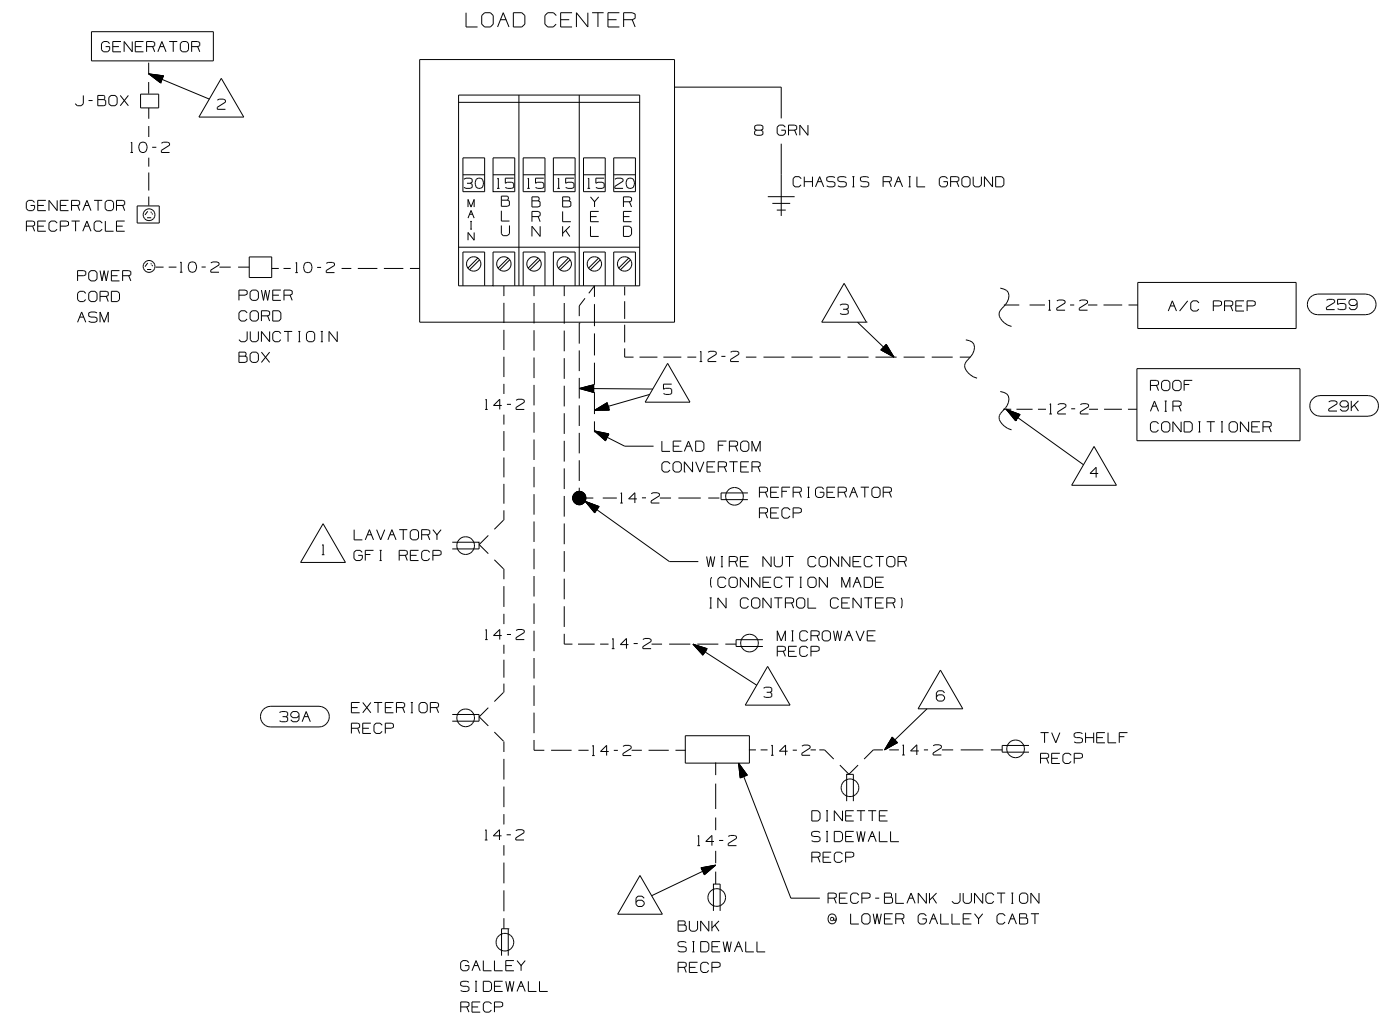 LOAD CENTER
GENERATOR
2
J-BOX
10-2
GENERATOR
RECPTACLE
POWER
CORD
ASM
10-2
10-2
POWER
CORD
JUNCTIOIN
BOX
30
15
15
15
15
20
MAIN
BLU
BRN
BLK
YEL
RED
8 GRN
CHASSIS RAIL GROUND
3
12-2
12-2
A/C PREP
259
12-2
ROOF
AIR
CONDITIONER
29K
4
5
14-2
LEAD FROM
CONVERTER
14-2
REFRIGERATOR
RECP
WIRE NUT CONNECTOR
(CONNECTION MADE
IN CONTROL CENTER)
1
LAVATORY
GFI RECP
14-2
14-2
MICROWAVE
RECP
3
39A
EXTERIOR
RECP
14-2
14-2
6
14-2
TV SHELF
RECP
DINETTE
SIDEWALL
RECP
14-2
14-2
6
BUNK
SIDEWALL
RECP
RECP-BLANK JUNCTION
@ LOWER GALLEY CABT
GALLEY
SIDEWALL
RECP